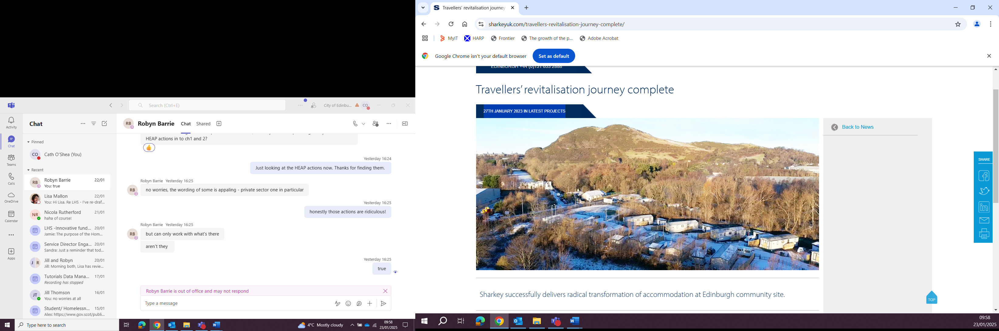 Search (Ctrl+E)
City of Edinbu...
CO
Activity
Chat
Teams
Calls
OneDrive
Calendar
Apps
Chat
Pinned
CO
Cath O'Shea (You)
Recent
RB
Robyn Barrie 22/01
You: true
Lisa Mallon 22/01
You: Hi Lisa. Re LHS - I've re-draf...
NR
Nicola Rutherford 21/01
haha of course!
LHS -Innovative fund... 20/01
Jamie: The purpose of the Hom...
Service Director Enga... 20/01
Sandra: Just a reminder that tod...
J R
Jill and Robyn 20/01
Jill: Morning both, Lisa has revie...
Tutorials Data Mana... 17/01
Recording has stopped
JT
Jill Thomson 16/01
You: no worries at all
Student/ Homelessn... 15/01
Alex: https://www.gov.scot/publi...
RB
Robyn Barrie
Chat
Shared
HEAP actions in to ch1 and 2?
Yesterday 16:24
Just looking at the HEAP actions now. Thanks for finding them.
Robyn Barrie Yesterday 16:25
RB
no worries, the wording of some is appaling - private sector one in particular
Yesterday 16:25
honestly those actions are ridiculous!
Robyn Barrie Yesterday 16:25
RB
but can only work with what's there
aren't they
Yesterday 16:25
true
Robyn Barrie is out of office and may not respond
Type a message
Type here to search
4°C Mostly cloudy
09:58
23/01/2025
Travellers' revitalisation journey
sharkeyuk.com/travellers-revitalisation-journey-complete/
MyIT
HARP
Frontier
The growth of the p...
Adobe Acrobat
Google Chrome isn't your default browser
Set as default
EDINBURGH +44 (0)131 653 2888
Travellers' revitalisation journey complete
27TH JANUARY 2023 IN LATEST PROJECTS
Back to News
SHARE
Sharkey successfully delivers radical transformation of accommodation at Edinburgh community site.
TOP
09:58
23/01/2025